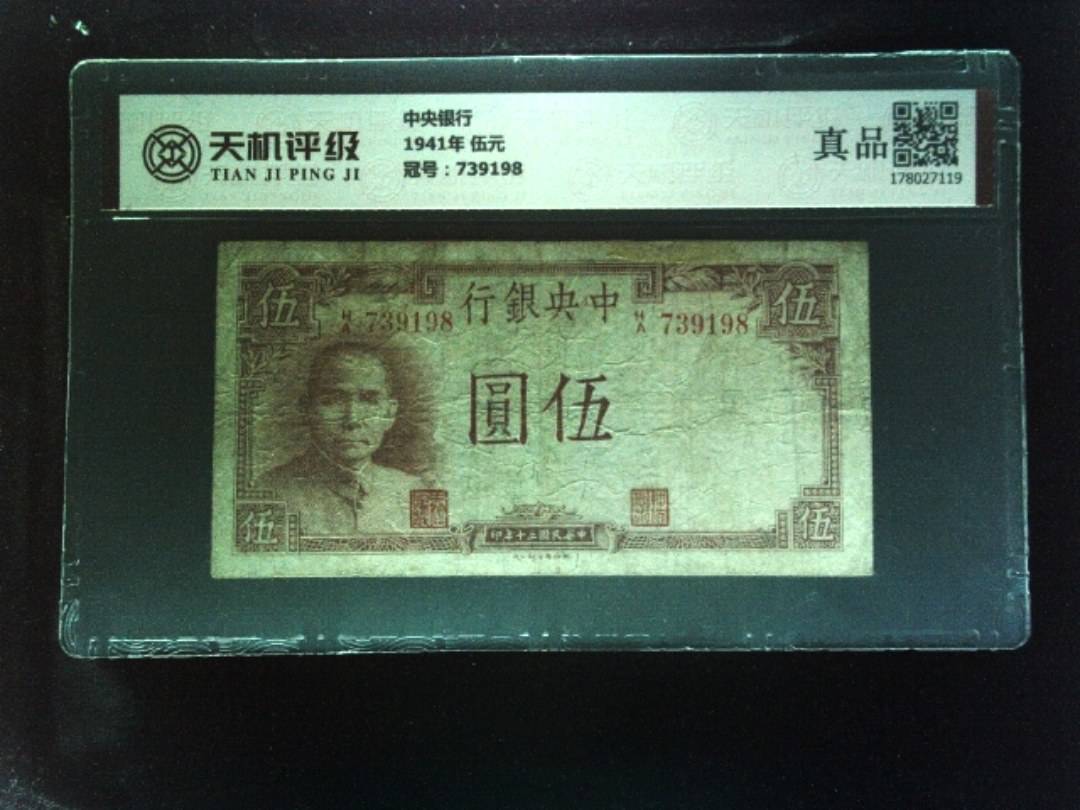 天机评级
TIAN JI PING JI
中央银行
1941年 伍元
冠号：739198
真品
178027119
伍
行銀央中
伍
H/A 739198
H/A 739198
圓伍
伍
印年十三國民華中
伍